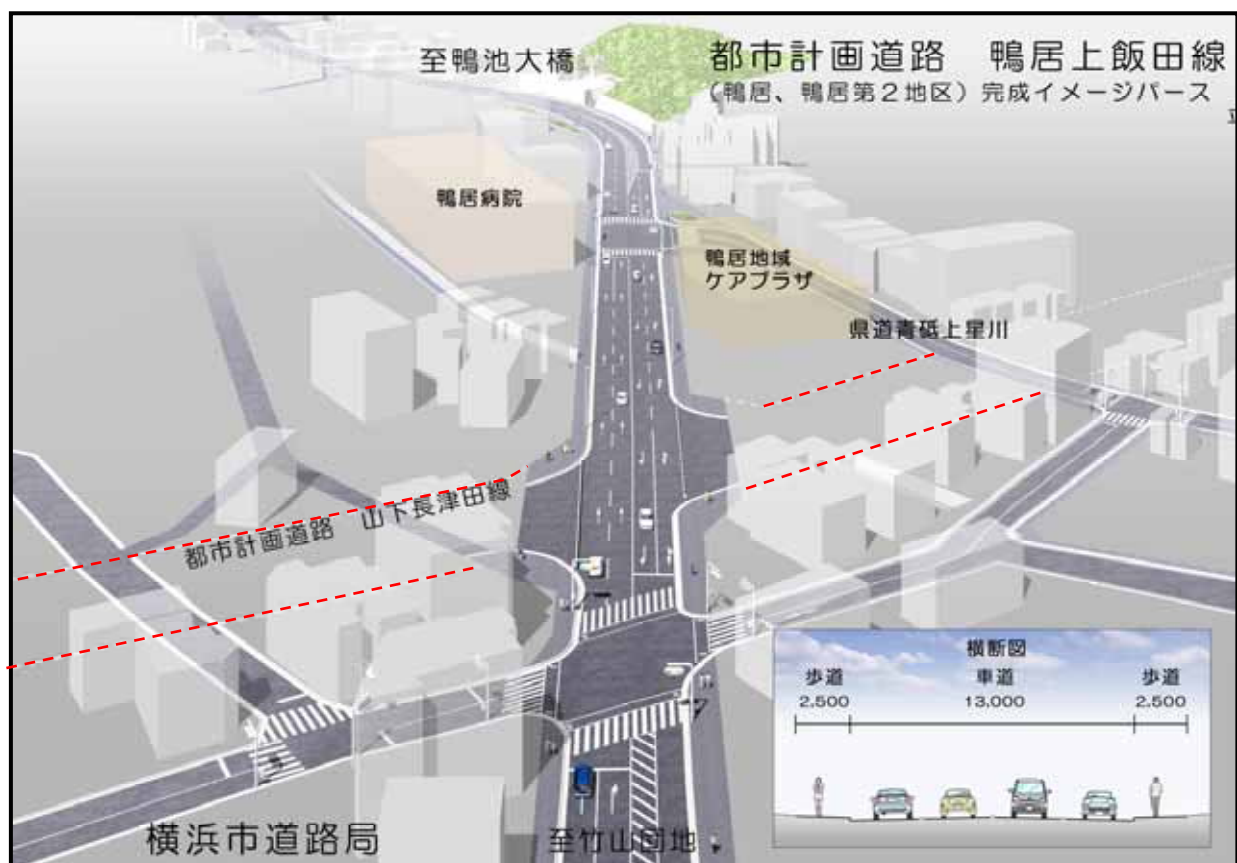 至鴨池大橋
都市計画道路 鴨居上飯田線
(鴨居、鴨居第2地区)完成イメージパース
鴨居病院
鴨居地域
ケアプラザ
県道青砥上星川
都市計画道路 山下長津田線
横断図
歩道 車道 歩道
2.500 13.000 2.500
横浜市道路局
至竹山団地